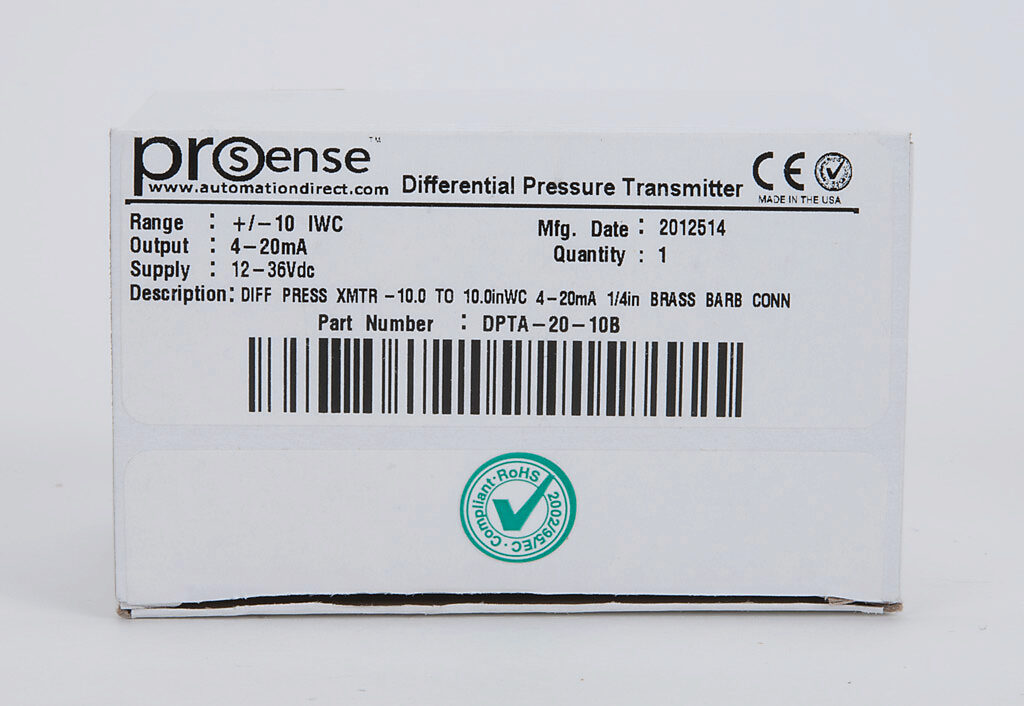 prosense™
www.automationdirect.com
Differential Pressure Transmitter
CE
MADE IN THE USA
Range : +/-10 IWC
Output : 4-20mA
Supply : 12-36Vdc
Mfg. Date : 2012514
Quantity : 1
Description: DIFF PRESS XMTR -10.0 TO 10.0inWC 4-20mA 1/4in BRASS BARB CONN
Part Number : DPTA-20-10B
Compliant·RoHS
2002/95/EC·